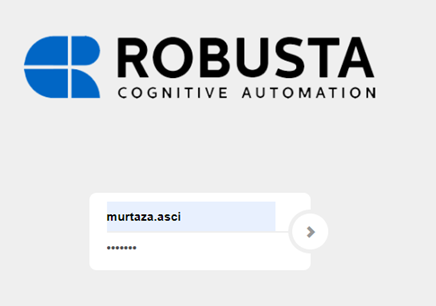 ROBUSTA
COGNITIVE AUTOMATION
murtaza.asci
•••••••